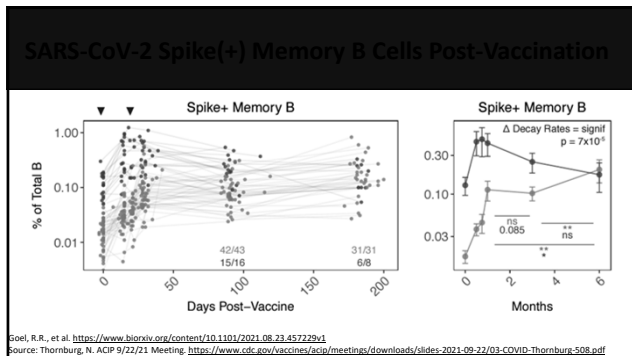 SARS-CoV-2 Spike(+) Memory B Cells Post-Vaccination
Spike+ Memory B
% of Total B
1.00
0.10
0.01
42/43
15/16
31/31
6/8
0
50
100
150
200
Days Post-Vaccine
Spike+ Memory B
Δ Decay Rates = signif
p = 7x10-5
0.30
0.10
0.03
ns
0.085
**
ns
**
*
0
2
4
6
Months
Goel, R.R., et al. https://www.biorxiv.org/content/10.1101/2021.08.23.457229v1
Source: Thornburg, N. ACIP 9/22/21 Meeting. https://www.cdc.gov/vaccines/acip/meetings/downloads/slides-2021-09-22/03-COVID-Thornburg-508.pdf